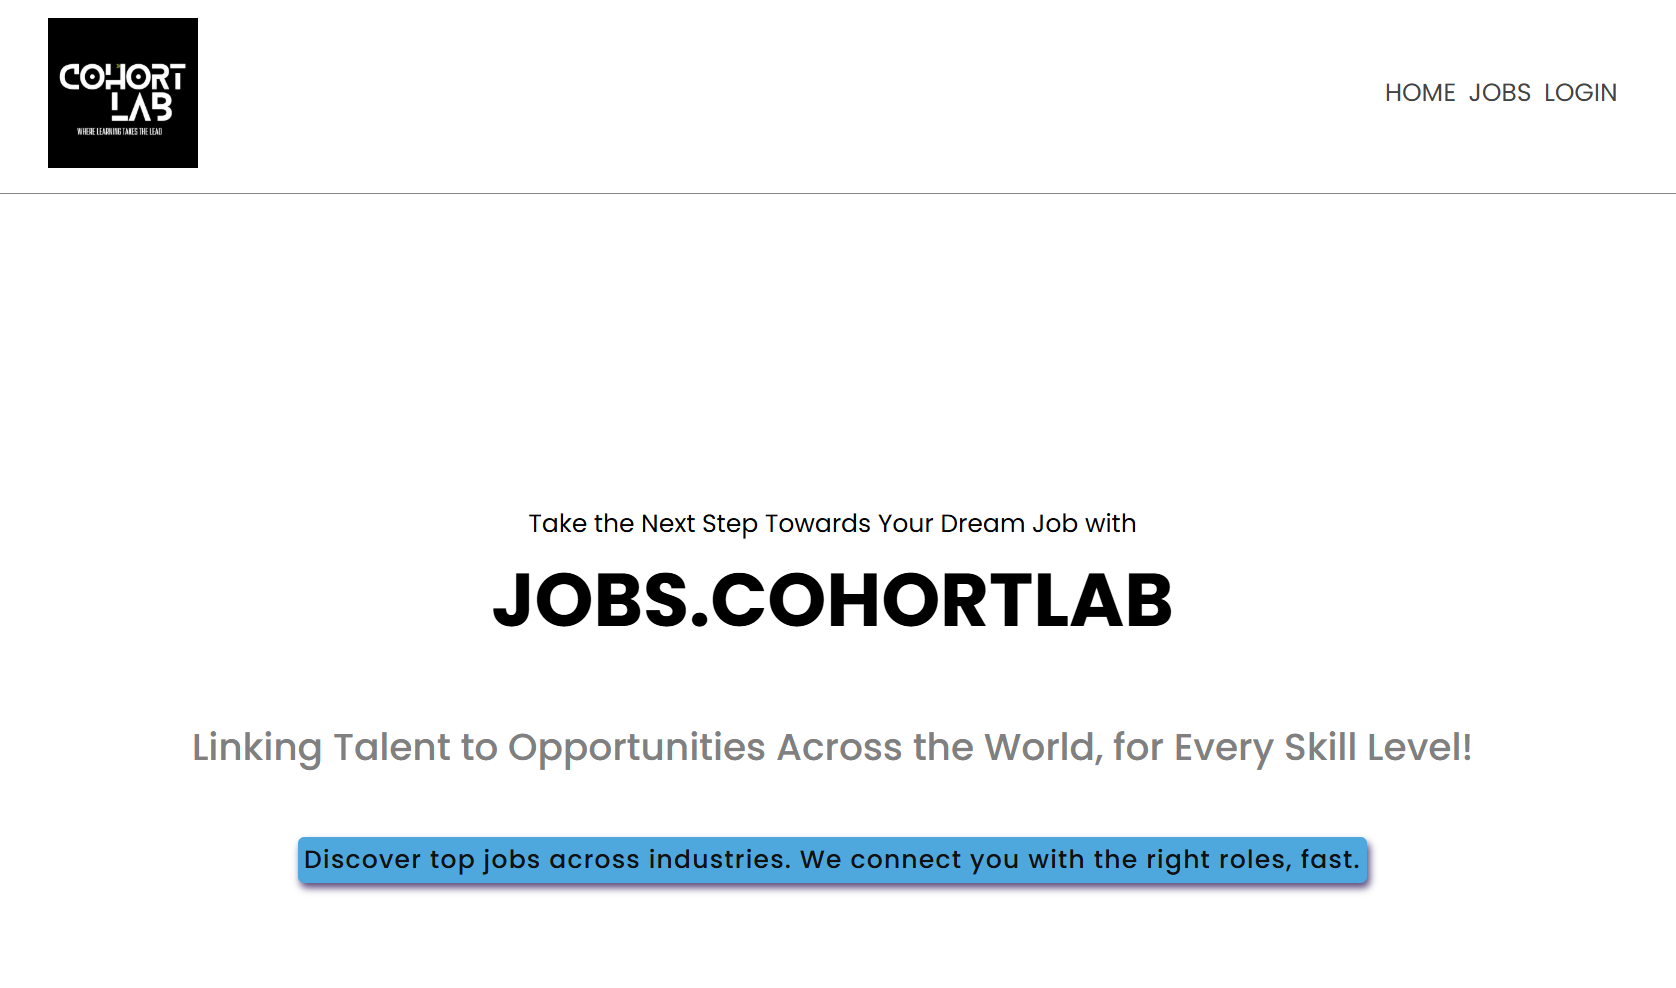 COHORT
LAB
WHERE LEARNING TAKES THE LEAD
HOME JOBS LOGIN
Take the Next Step Towards Your Dream Job with
JOBS.COHORTLAB
Linking Talent to Opportunities Across the World, for Every Skill Level!
Discover top jobs across industries. We connect you with the right roles, fast.